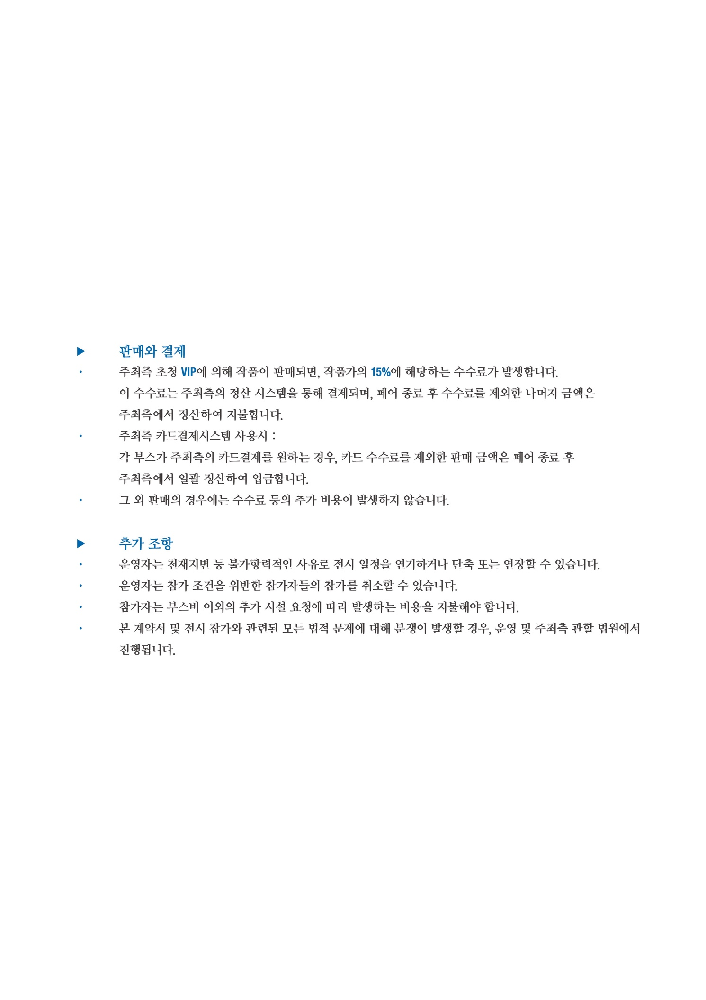 ▶ 판매와 결제
· 주최측 초청 VIP에 의해 작품이 판매되면, 작품가의 15%에 해당하는 수수료가 발생합니다.
이 수수료는 주최측의 정산 시스템을 통해 결제되며, 페어 종료 후 수수료를 제외한 나머지 금액은
주최측에서 정산하여 지불합니다.
· 주최측 카드결제시스템 사용시 :
각 부스가 주최측의 카드결제를 원하는 경우, 카드 수수료를 제외한 판매 금액은 페어 종료 후
주최측에서 일괄 정산하여 입금합니다.
· 그 외 판매의 경우에는 수수료 등의 추가 비용이 발생하지 않습니다.
▶ 추가 조항
· 운영자는 천재지변 등 불가항력적인 사유로 전시 일정을 연기하거나 단축 또는 연장할 수 있습니다.
· 운영자는 참가 조건을 위반한 참가자들의 참가를 취소할 수 있습니다.
· 참가자는 부스비 이외의 추가 시설 요청에 따라 발생하는 비용을 지불해야 합니다.
· 본 계약서 및 전시 참가와 관련된 모든 법적 문제에 대해 분쟁이 발생할 경우, 운영 및 주최측 관할 법원에서
진행됩니다.